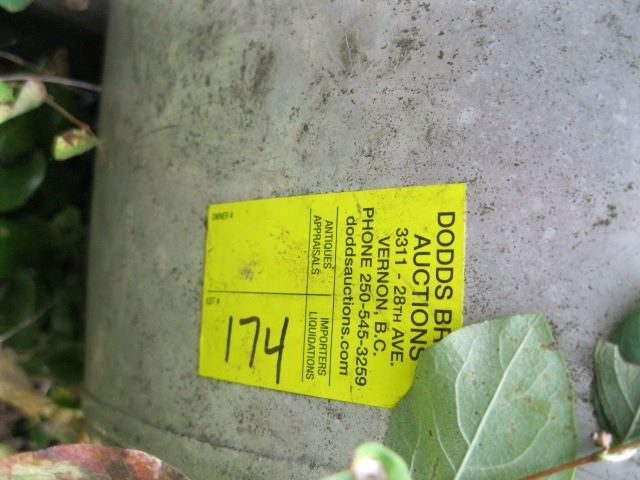 DODDS BR
AUCTIONS
3311 - 28TH AVE.
VERNON, B.C.
PHONE 250-545-3259
doddsauctions.com
ANTIQUES IMPORTERS
APPRAISALS LIQUIDATIONS
OWNER # LOT #
174